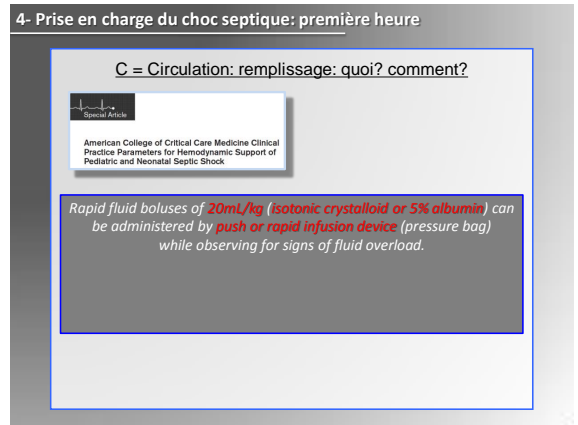 4- Prise en charge du choc septique: première heure
C = Circulation: remplissage: quoi? comment?
Special Article
American College of Critical Care Medicine Clinical
Practice Parameters for Hemodynamic Support of
Pediatric and Neonatal Septic Shock
Rapid fluid boluses of 20mL/kg (isotonic crystalloid or 5% albumin) can
be administered by push or rapid infusion device (pressure bag)
while observing for signs of fluid overload.